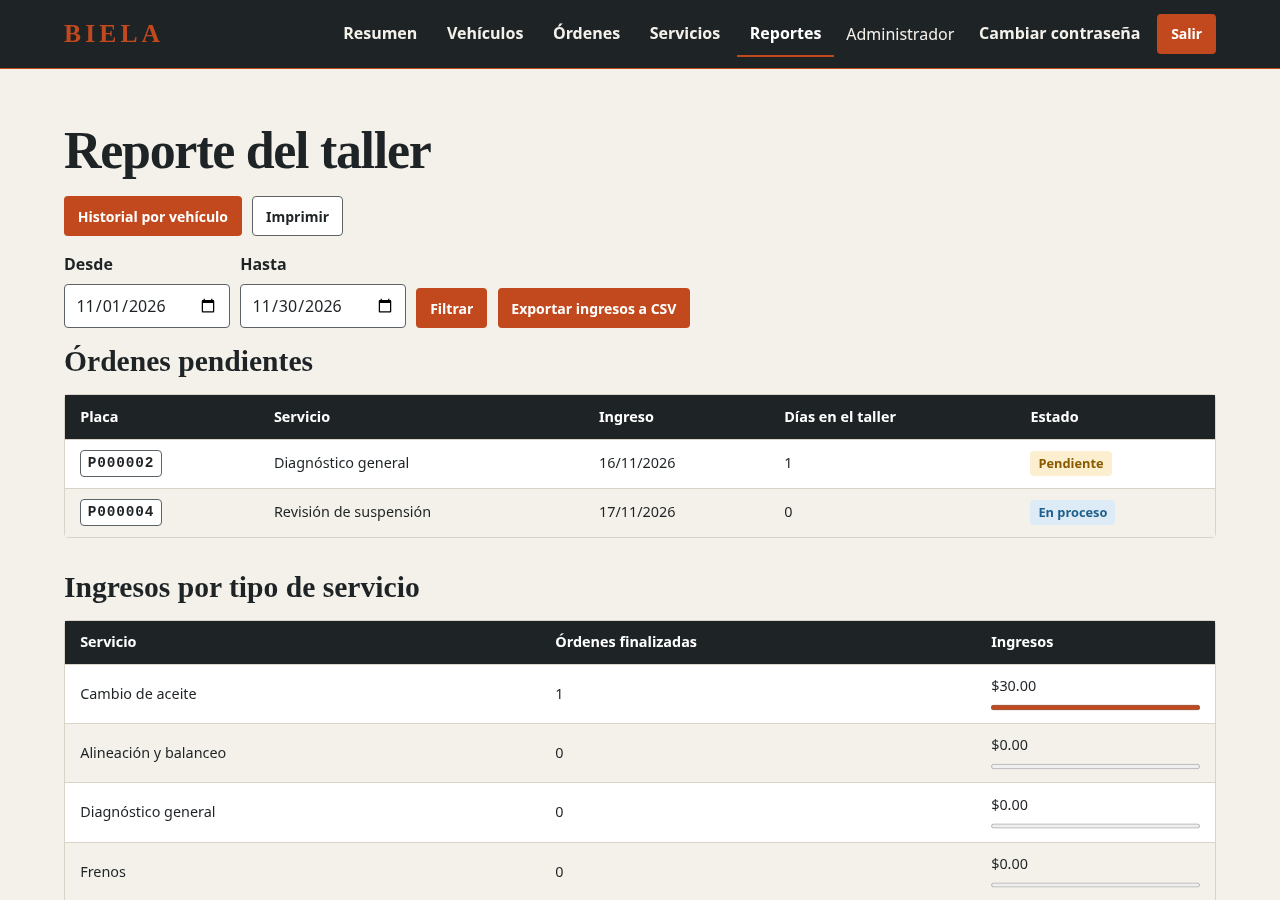 BIELA Resumen Vehículos Órdenes Servicios Reportes Administrador Cambiar contraseña Salir
Reporte del taller
Historial por vehículo Imprimir
Desde Hasta
11/01/2026 11/30/2026 Filtrar Exportar ingresos a CSV
Órdenes pendientes
Placa Servicio Ingreso Días en el taller Estado
P000002 Diagnóstico general 16/11/2026 1 Pendiente
P000004 Revisión de suspensión 17/11/2026 0 En proceso
Ingresos por tipo de servicio
Servicio Órdenes finalizadas Ingresos
Cambio de aceite 1 $30.00
Alineación y balanceo 0 $0.00
Diagnóstico general 0 $0.00
Frenos 0 $0.00